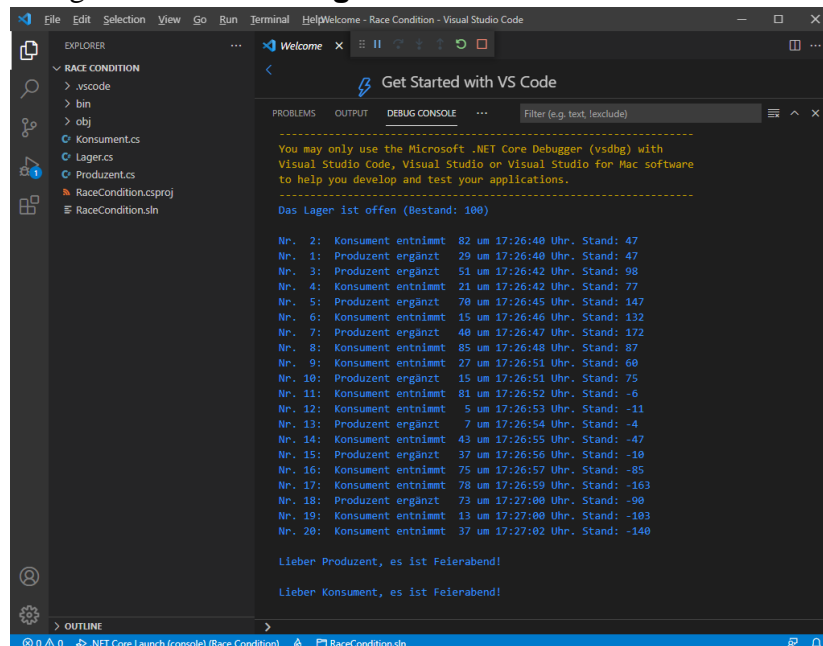 File Edit Selection View Go Run Terminal Help Welcome - Race Condition - Visual Studio Code
EXPLORER
Welcome
RACE CONDITION
.vscode
bin
obj
Konsument.cs
Lager.cs
Produzent.cs
RaceCondition.csproj
RaceCondition.sln
1
OUTLINE
Get Started with VS Code
PROBLEMS OUTPUT DEBUG CONSOLE ... Filter (e.g. text, !exclude)
-------------------------------------------------------------------
You may only use the Microsoft .NET Core Debugger (vsdbg) with
Visual Studio Code, Visual Studio or Visual Studio for Mac software
to help you develop and test your applications.
-------------------------------------------------------------------
Das Lager ist offen (Bestand: 100)
Nr.  2:  Konsument entnimmt  82 um 17:26:40 Uhr. Stand: 47
Nr.  1:  Produzent ergänzt  29 um 17:26:40 Uhr. Stand: 47
Nr.  3:  Produzent ergänzt  51 um 17:26:42 Uhr. Stand: 98
Nr.  4:  Konsument entnimmt  21 um 17:26:42 Uhr. Stand: 77
Nr.  5:  Produzent ergänzt  70 um 17:26:45 Uhr. Stand: 147
Nr.  6:  Konsument entnimmt  15 um 17:26:46 Uhr. Stand: 132
Nr.  7:  Produzent ergänzt  40 um 17:26:47 Uhr. Stand: 172
Nr.  8:  Konsument entnimmt  85 um 17:26:48 Uhr. Stand: 87
Nr.  9:  Konsument entnimmt  27 um 17:26:51 Uhr. Stand: 60
Nr. 10:  Produzent ergänzt  15 um 17:26:51 Uhr. Stand: 75
Nr. 11:  Konsument entnimmt  81 um 17:26:52 Uhr. Stand: -6
Nr. 12:  Konsument entnimmt  5 um 17:26:53 Uhr. Stand: -11
Nr. 13:  Produzent ergänzt  7 um 17:26:54 Uhr. Stand: -4
Nr. 14:  Konsument entnimmt  43 um 17:26:55 Uhr. Stand: -47
Nr. 15:  Produzent ergänzt  37 um 17:26:56 Uhr. Stand: -10
Nr. 16:  Konsument entnimmt  75 um 17:26:57 Uhr. Stand: -85
Nr. 17:  Konsument entnimmt  78 um 17:26:59 Uhr. Stand: -163
Nr. 18:  Produzent ergänzt  73 um 17:27:00 Uhr. Stand: -90
Nr. 19:  Konsument entnimmt  13 um 17:27:00 Uhr. Stand: -103
Nr. 20:  Konsument entnimmt  37 um 17:27:02 Uhr. Stand: -140
Lieber Produzent, es ist Feierabend!
Lieber Konsument, es ist Feierabend!
0 0 .NET Core Launch (console) (Race Condition) RaceCondition.sln